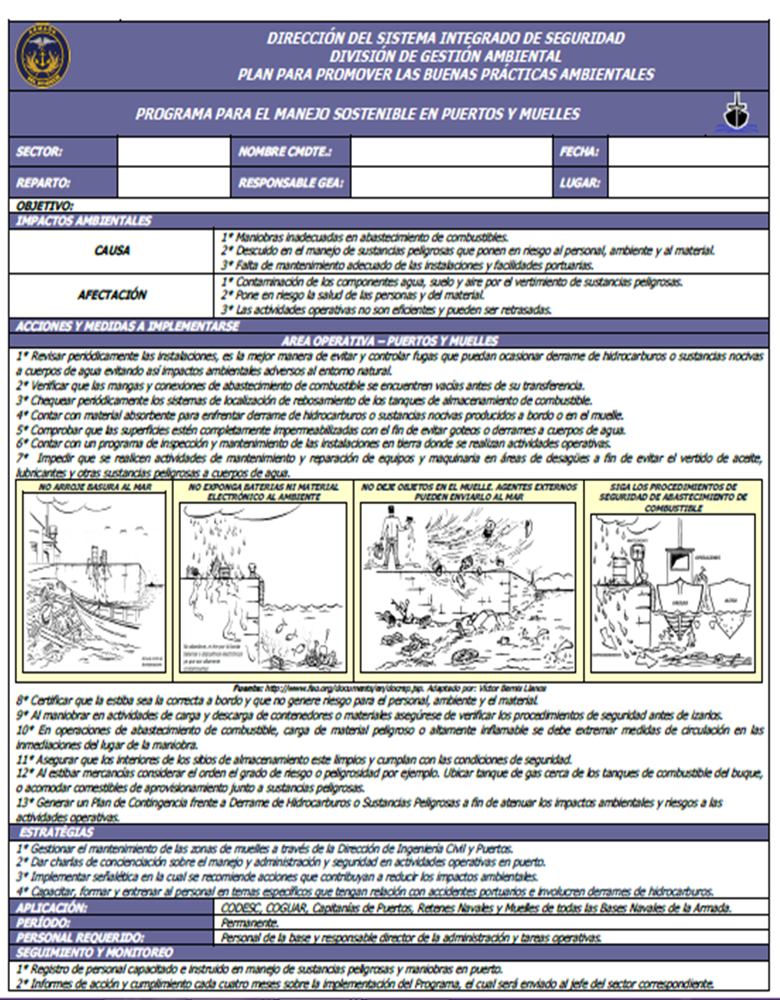 ARMADA
DEL ECUADOR
DIRECCIÓN DEL SISTEMA INTEGRADO DE SEGURIDAD
DIVISIÓN DE GESTIÓN AMBIENTAL
PLAN PARA PROMOVER LAS BUENAS PRÁCTICAS AMBIENTALES
PROGRAMA PARA EL MANEJO SOSTENIBLE EN PUERTOS Y MUELLES
SECTOR: NOMBRE CMDTE.: FECHA:
REPARTO: RESPONSABLE GEA: LUGAR:
OBJETIVO:
IMPACTOS AMBIENTALES
CAUSA
1* Maniobras inadecuadas en abastecimiento de combustibles.
2* Descuido en el manejo de sustancias peligrosas que ponen en riesgo al personal, ambiente y al material.
3* Falta de mantenimiento adecuado de las instalaciones y facilidades portuarias.
AFECTACIÓN
1* Contaminación de los componentes agua, suelo y aire por el vertimiento de sustancias peligrosas.
2* Pone en riesgo la salud de las personas y del material.
3* Las actividades operativas no son eficientes y pueden ser retrasadas.
ACCIONES Y MEDIDAS A IMPLEMENTARSE
AREA OPERATIVA – PUERTOS Y MUELLES
1* Revisar periódicamente las instalaciones, es la mejor manera de evitar y controlar fugas que puedan ocasionar derrame de hidrocarburos o sustancias nocivas
a cuerpos de agua evitando así impactos ambientales adversos al entorno natural.
2* Verificar que las mangas y conexiones de abastecimiento de combustible se encuentren vacías antes de su transferencia.
3* Chequear periódicamente los sistemas de localización de rebosamiento de los tanques de almacenamiento de combustible.
4* Contar con material absorbente para enfrentar derrame de hidrocarburos o sustancias nocivas producidos a bordo o en el muelle.
5* Comprobar que las superficies estén completamente impermeabilizadas con el fin de evitar goteos o derrames a cuerpos de agua.
6* Contar con un programa de inspección y mantenimiento de las instalaciones en tierra donde se realizan actividades operativas.
7* Impedir que se realicen actividades de mantenimiento y reparación de equipos y maquinaria en áreas de desagües a fin de evitar el vertido de aceite,
lubricantes y otras sustancias peligrosas a cuerpos de agua.
NO ARROJE BASURA AL MAR
NO EXPONGA BATERIAS NI MATERIAL
ELECTRÓNICO AL AMBIENTE
NO DEJE OBJETOS EN EL MUELLE. AGENTES EXTERNOS
PUEDEN ENVIARLO AL MAR
SIGA LOS PROCEDIMIENTOS DE
SEGURIDAD DE ABASTECIMIENTO DE
COMBUSTIBLE
OPERACIONES
Fuente: http://www.fao.org/documents/en/docrep.jsp. Adaptado por: Víctor Bemis Llanos
8* Certificar que la estiba sea la correcta a bordo y que no genere riesgo para el personal, ambiente y el material.
9* Al maniobrar en actividades de carga y descarga de contenedores o materiales asegúrese de verificar los procedimientos de seguridad antes de izarlos.
10* En operaciones de abastecimiento de combustible, carga de material peligroso o altamente inflamable se debe extremar medidas de circulación en las
inmediaciones del lugar de la maniobra.
11* Asegurar que los interiores de los sitios de almacenamiento este limpios y cumplan con las condiciones de seguridad.
12* Al estibar mercancías considerar el orden el grado de riesgo o peligrosidad por ejemplo. Ubicar tanque de gas cerca de los tanques de combustible del buque,
o acomodar comestibles de aprovisionamiento junto a sustancias peligrosas.
13* Generar un Plan de Contingencia frente a Derrame de Hidrocarburos o Sustancias Peligrosas a fin de atenuar los impactos ambientales y riesgos a las
actividades operativas.
ESTRATÉGIAS
1* Gestionar el mantenimiento de las zonas de muelles a través de la Dirección de Ingeniería Civil y Puertos.
2* Dar charlas de concienciación sobre el manejo y administración y seguridad en actividades operativas en puerto.
3* Implementar señalética en la cual se recomiende acciones que contribuyan a reducir los impactos ambientales.
4* Capacitar, formar y entrenar al personal en temas específicos que tengan relación con accidentes portuarios e involucren derrames de hidrocarburos.
APLICACIÓN: CODESC, COGUAR, Capitanías de Puertos, Retenes Navales y Muelles de todas las Bases Navales de la Armada.
PERÍODO: Permanente.
PERSONAL REQUERIDO: Personal de la base y responsable director de la administración y tareas operativas.
SEGUIMIENTO Y MONITOREO
1* Registro de personal capacitado e instruido en manejo de sustancias peligrosas y maniobras en puerto.
2* Informes de acción y cumplimiento cada cuatro meses sobre la implementación del Programa, el cual será enviado al jefe del sector correspondiente.